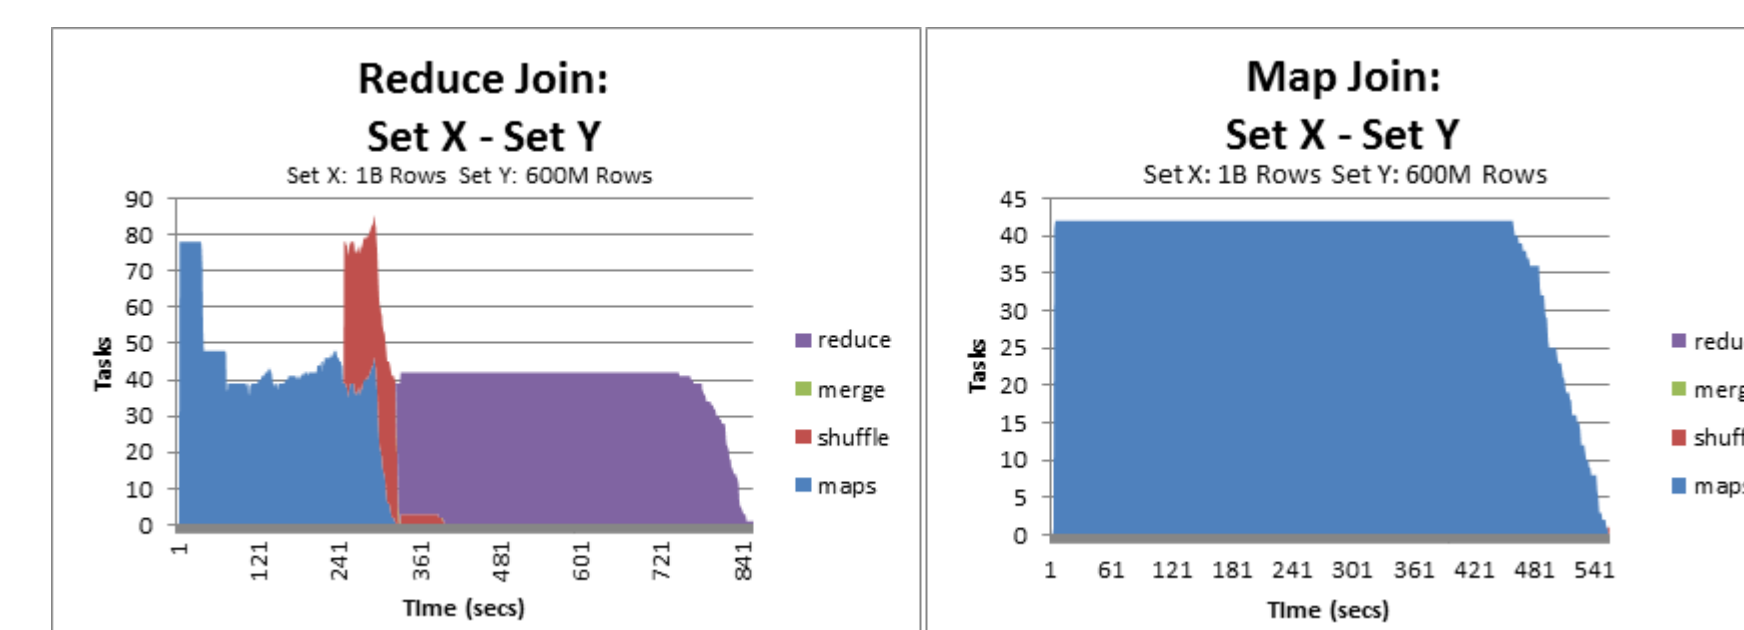 Reduce Join:
Set X - Set Y
Set X: 1B Rows Set Y: 600M Rows
90
80
70
60
50
40
30
20
10
0
Tasks
1
121
241
361
481
601
721
841
TIme (secs)
reduce
merge
shuffle
maps
Map Join:
Set X - Set Y
Set X: 1B Rows Set Y: 600M Rows
45
40
35
30
25
20
15
10
5
0
Tasks
1 61 121 181 241 301 361 421 481 541
TIme (secs)